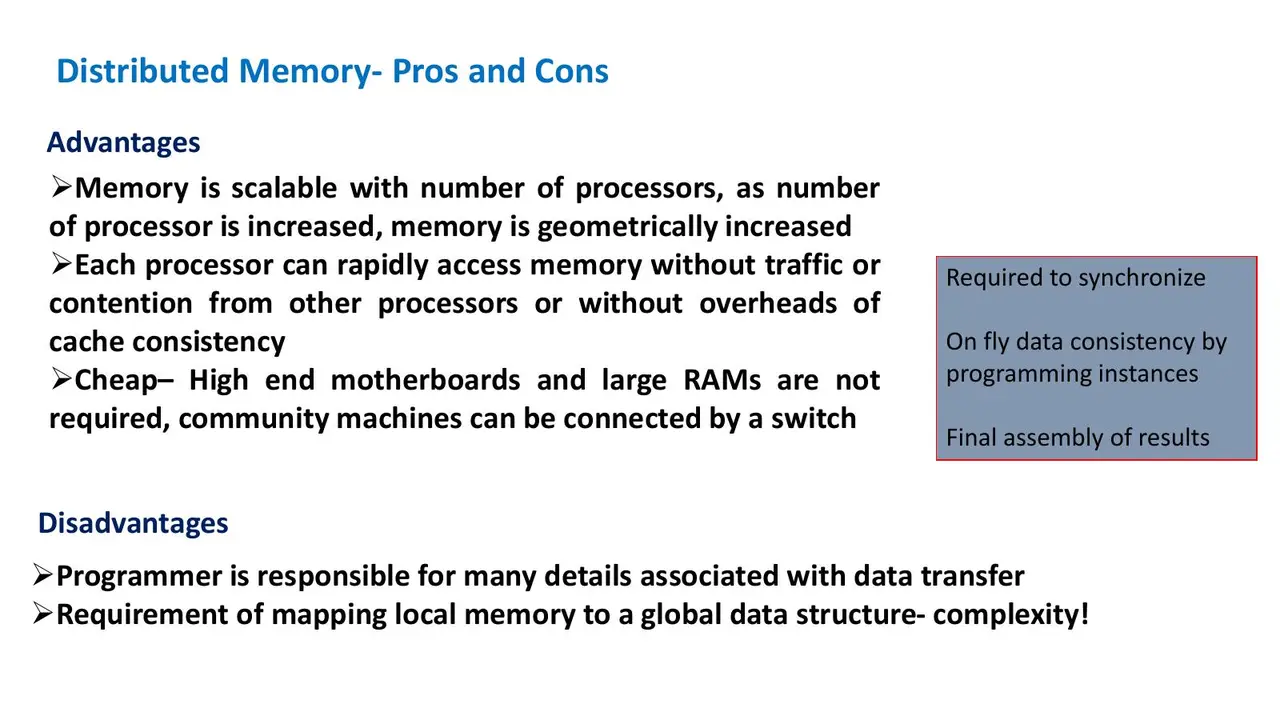 Distributed Memory- Pros and Cons
Advantages
➢Memory is scalable with number of processors, as number
of processor is increased, memory is geometrically increased
➢Each processor can rapidly access memory without traffic or
contention from other processors or without overheads of
cache consistency
➢Cheap– High end motherboards and large RAMs are not
required, community machines can be connected by a switch
Required to synchronize
On fly data consistency by
programming instances
Final assembly of results
Disadvantages
➢Programmer is responsible for many details associated with data transfer
➢Requirement of mapping local memory to a global data structure- complexity!